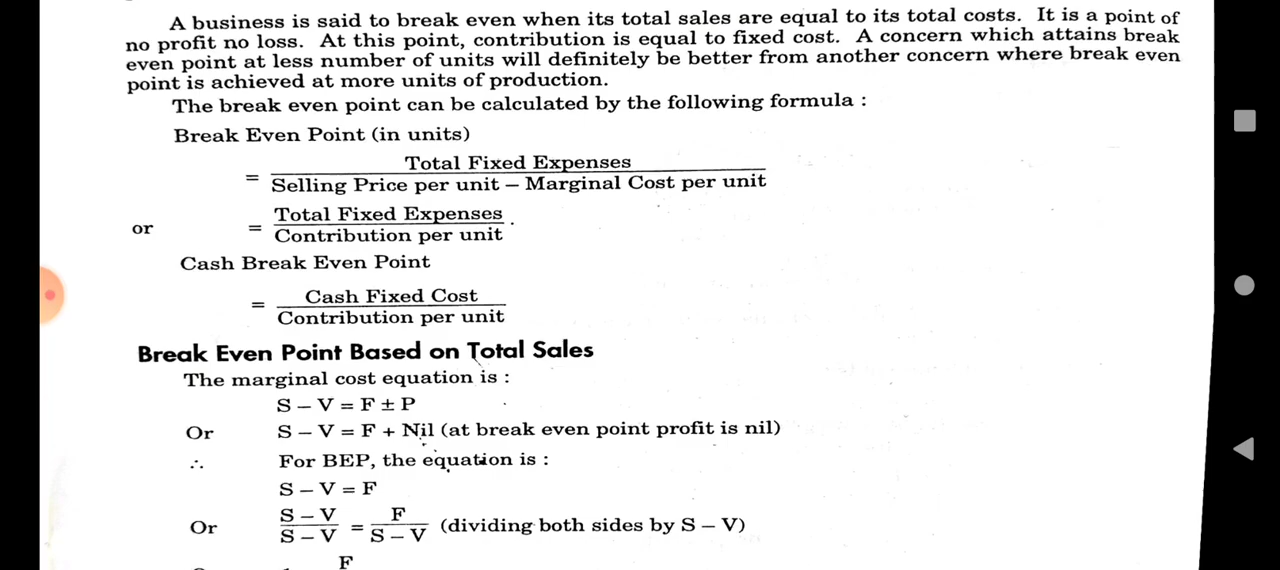 A business is said to break even when its total sales are equal to its total costs. It is a point of
no profit no loss. At this point, contribution is equal to fixed cost. A concern which attains break
even point at less number of units will definitely be better from another concern where break even
point is achieved at more units of production.
The break even point can be calculated by the following formula :
Break Even Point (in units)
= Total Fixed Expenses
Selling Price per unit – Marginal Cost per unit
or = Total Fixed Expenses
Contribution per unit .
Cash Break Even Point
= Cash Fixed Cost
Contribution per unit
Break Even Point Based on Total Sales
The marginal cost equation is :
S – V = F ± P
Or S – V = F + Nil (at break even point profit is nil)
∴ For BEP, the equation is :
S – V = F
Or S – V / S – V = F / S – V (dividing both sides by S – V)
F